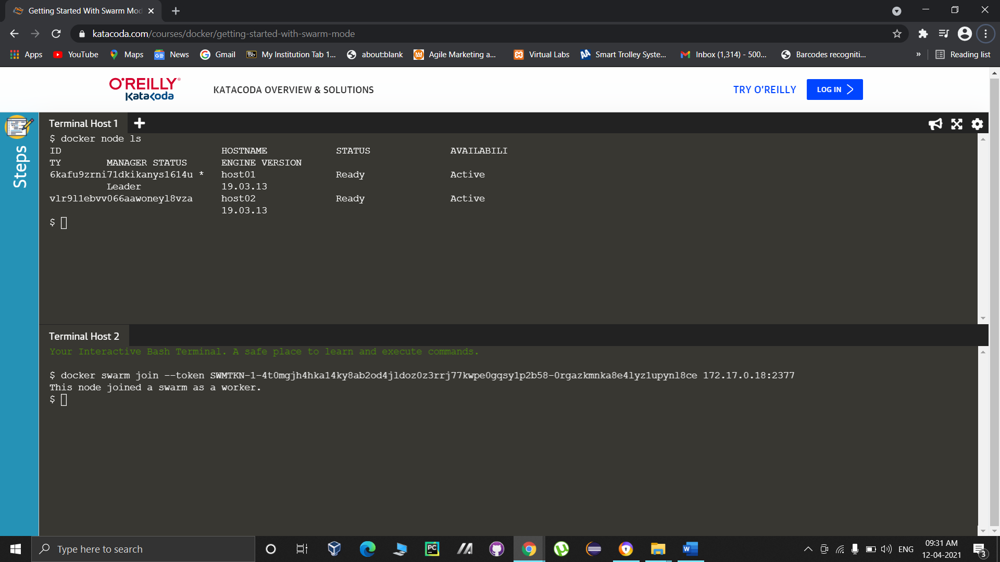 Getting Started With Swarm Mod
katacoda.com/courses/docker/getting-started-with-swarm-mode
Apps YouTube Maps News Gmail My Institution Tab 1... about:blank Agile Marketing a... Virtual Labs Smart Trolley Syste... Inbox (1,314) - 500... Barcodes recogniti... » Reading list
O'REILLY®
Katacoda
KATACODA OVERVIEW & SOLUTIONS
TRY O'REILLY
LOG IN
Steps
Terminal Host 1
$ docker node ls
ID HOSTNAME STATUS AVAILABILI
TY MANAGER STATUS ENGINE VERSION
6kafu9zrni71dkikanys1614u * host01 Ready Active
Leader 19.03.13
vlr9l1ebvv066aawoneyl8vza host02 Ready Active
19.03.13
$
Terminal Host 2
Your Interactive Bash Terminal. A safe place to learn and execute commands.
$ docker swarm join --token SWMTKN-1-4t0mgjh4hka14ky8ab2od4jldoz0z3rrj77kwpe0gqsy1p2b58-0rgazkmnka8e4lyz1upynl8ce 172.17.0.18:2377
This node joined a swarm as a worker.
$
Type here to search
ENG
09:31 AM
12-04-2021
3